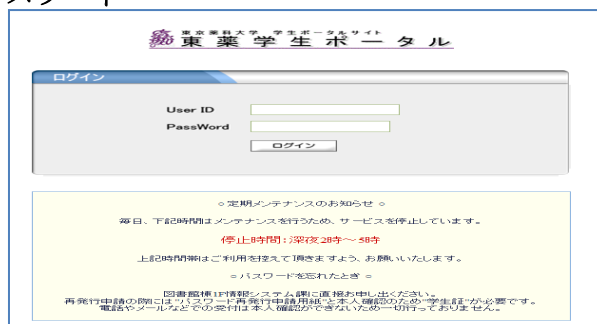 東京薬科大学 学生ポータルサイト
東薬学生ポータル
ログイン
User ID
PassWord
ログイン
○定期メンテナンスのお知らせ○
毎日、下記時間はメンテナンスを行うため、サービスを停止しています。
停止時間:深夜2時~5時
上記時間帯はご利用を控えて頂きますよう、お願いいたします。
○パスワードを忘れたとき○
図書館棟1F情報システム課に直接お申し出ください。
再発行申請の際には"パスワード再発行申請用紙"と本人確認のため"学生証"が必要です。
電話やメールなどでの受付は本人確認ができないため一切行っておりません。